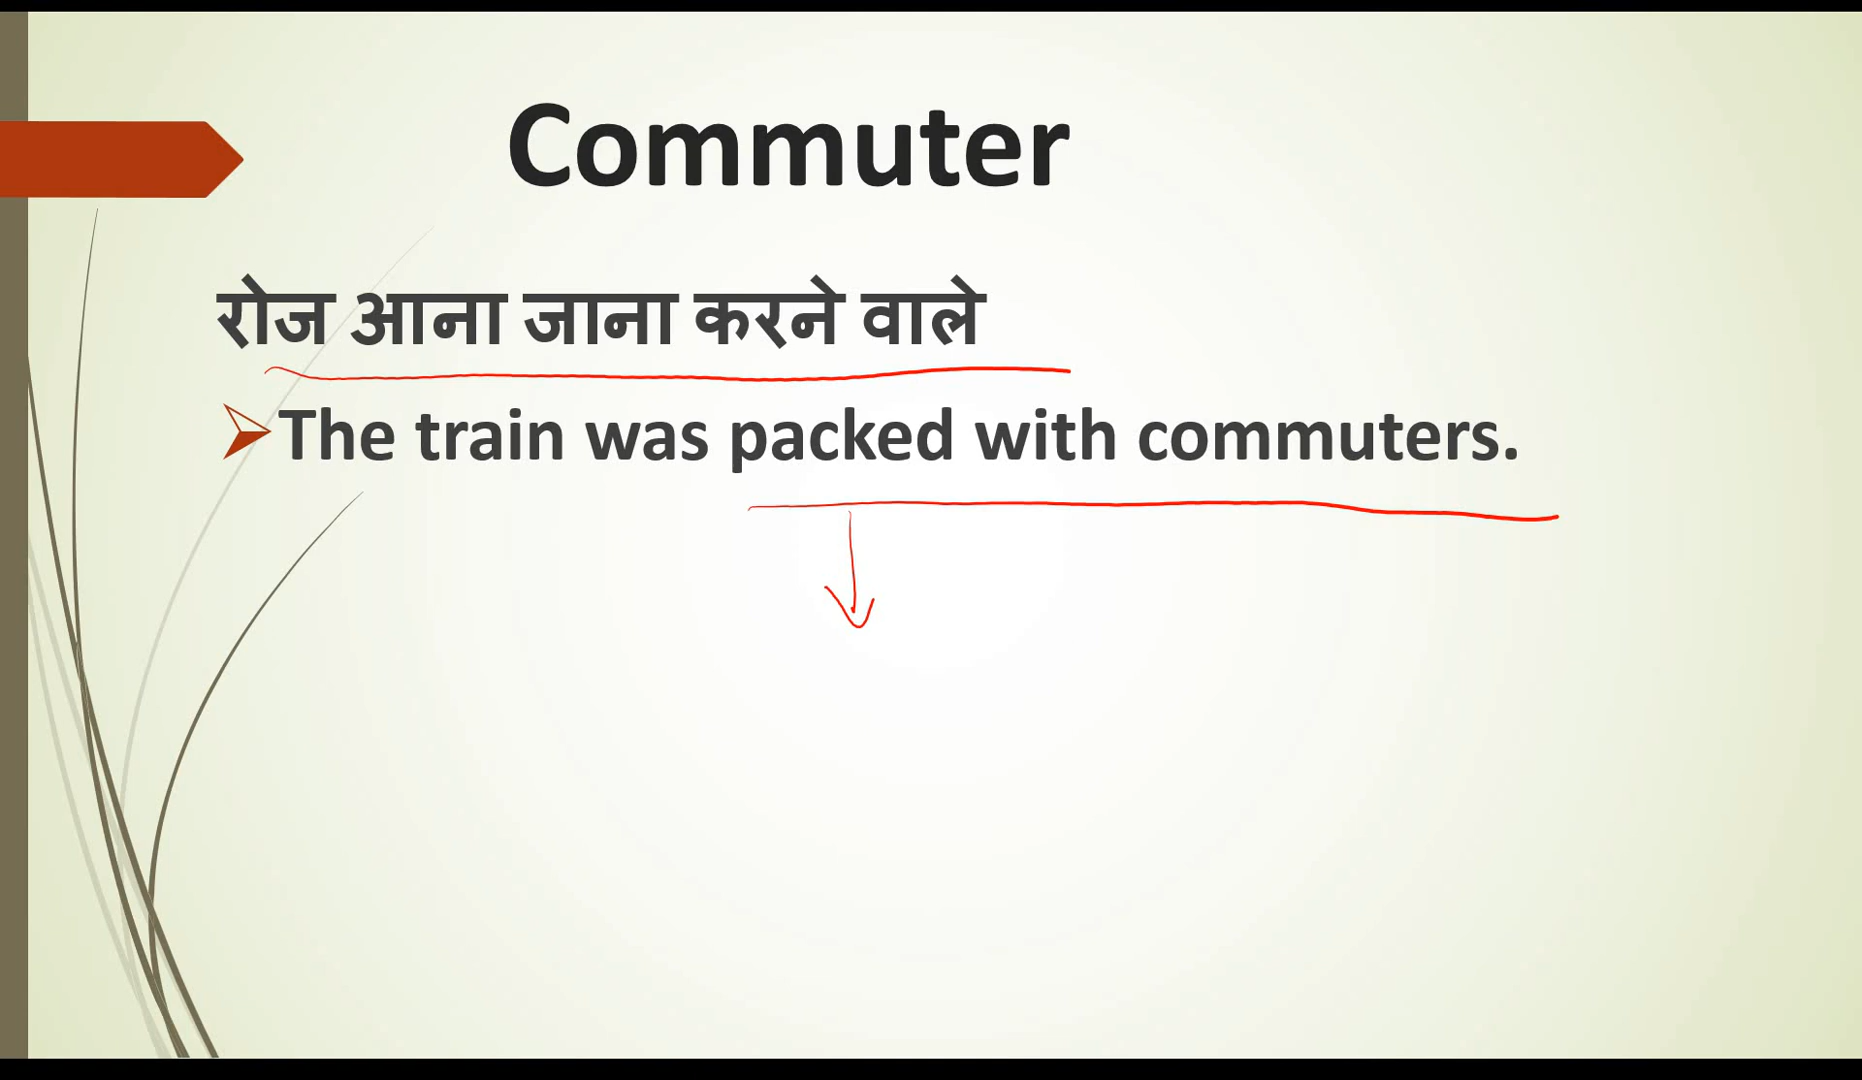 Commuter
रोज आना जाना करने वाले
The train was packed with commuters.